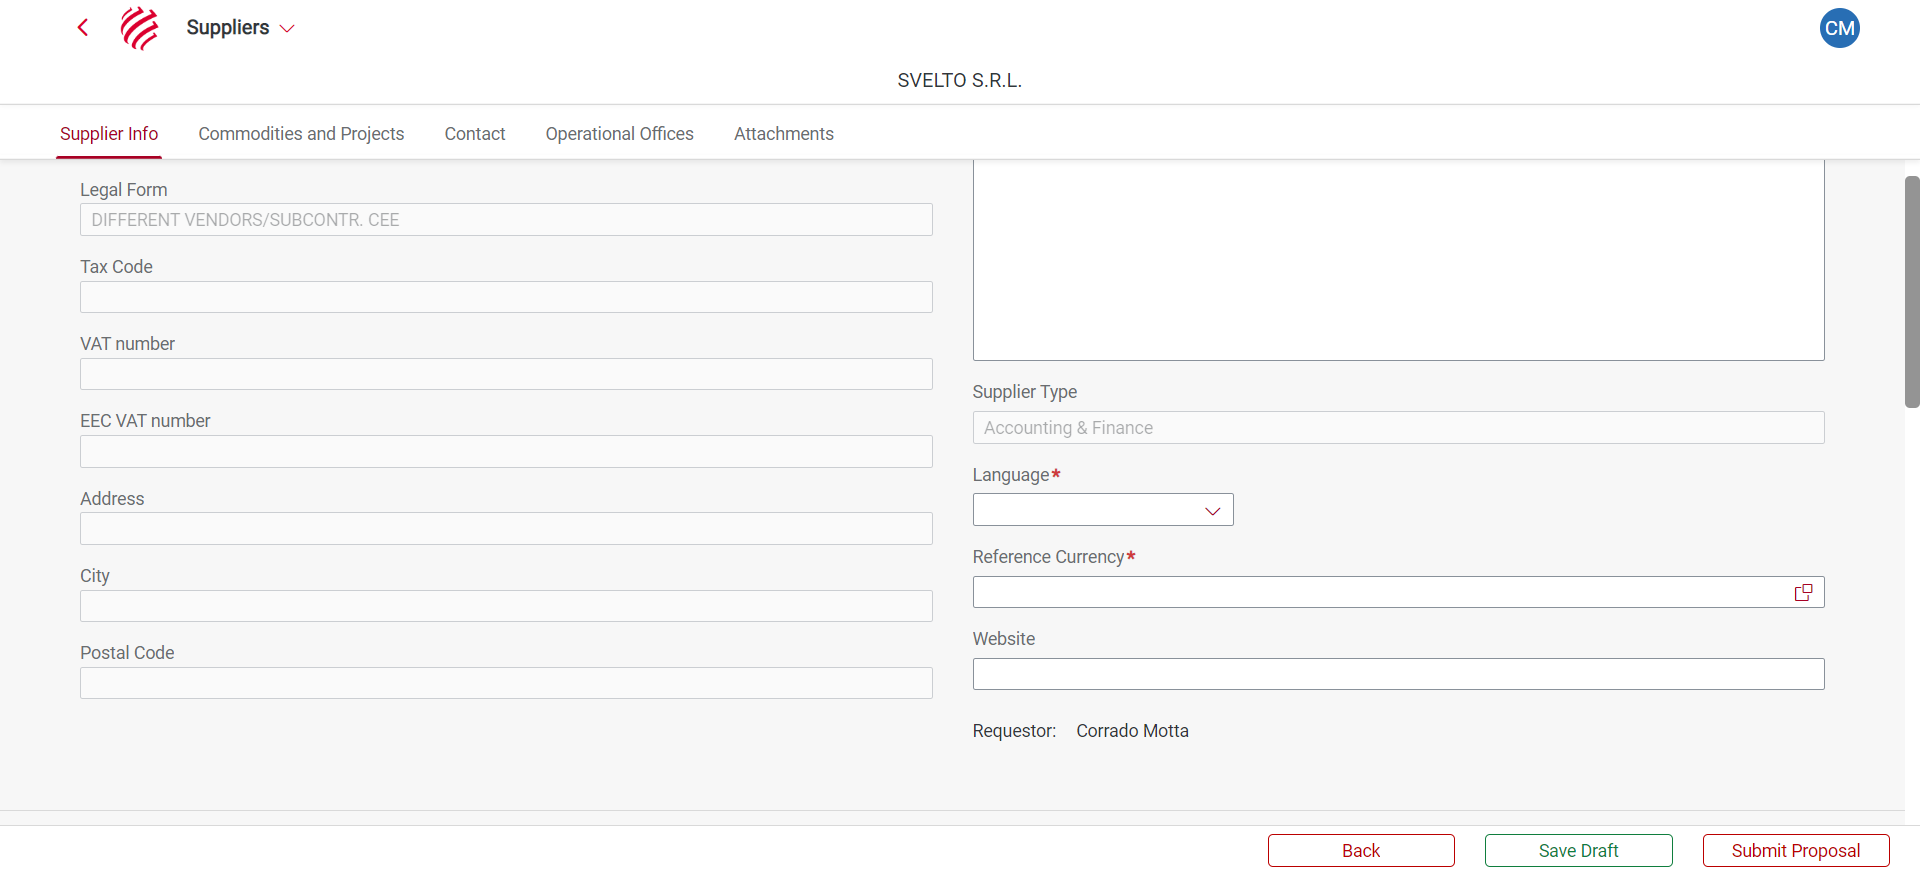 Suppliers
CM
SVELTO S.R.L.
Supplier Info
Commodities and Projects
Contact
Operational Offices
Attachments
Legal Form
DIFFERENT VENDORS/SUBCONTR. CEE
Tax Code
VAT number
EEC VAT number
Address
City
Postal Code
Supplier Type
Accounting & Finance
Language*
Reference Currency*
Website
Requestor: Corrado Motta
Back
Save Draft
Submit Proposal